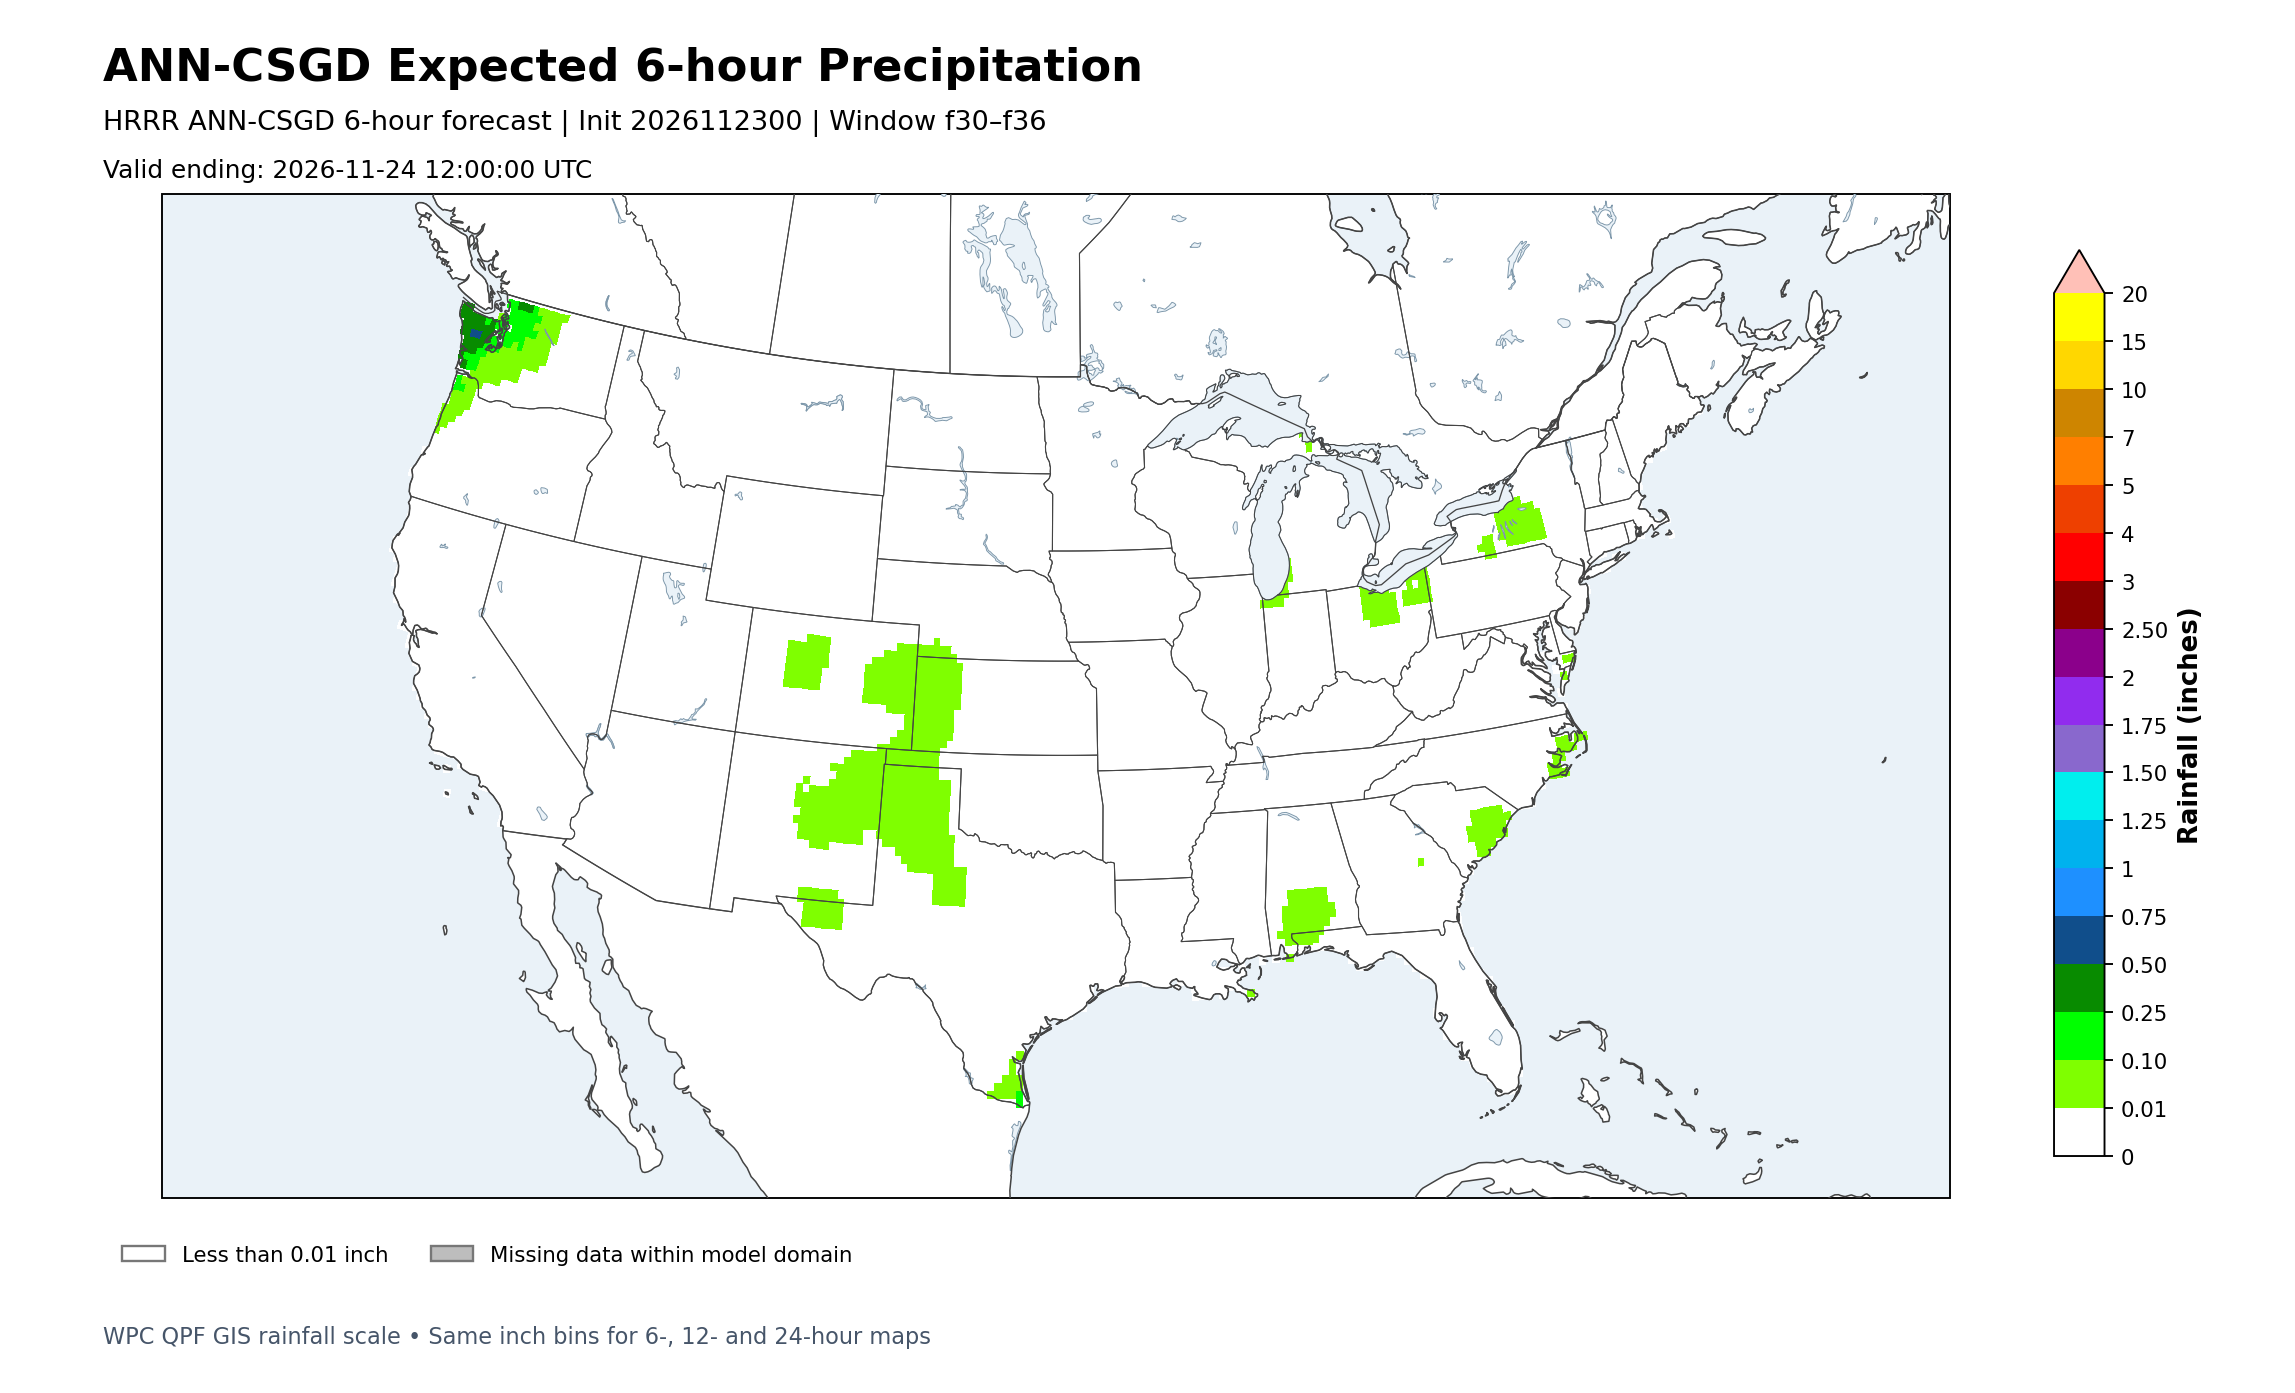 ANN-CSGD Expected 6-hour Precipitation
HRRR ANN-CSGD 6-hour forecast | Init 2026112300 | Window f30–f36
Valid ending: 2026-11-24 12:00:00 UTC
20
15
10
7
5
4
3
2.50
2
1.75
1.50
1.25
1
0.75
0.50
0.25
0.10
0.01
0
Rainfall (inches)
Less than 0.01 inch
Missing data within model domain
WPC QPF GIS rainfall scale • Same inch bins for 6-, 12- and 24-hour maps